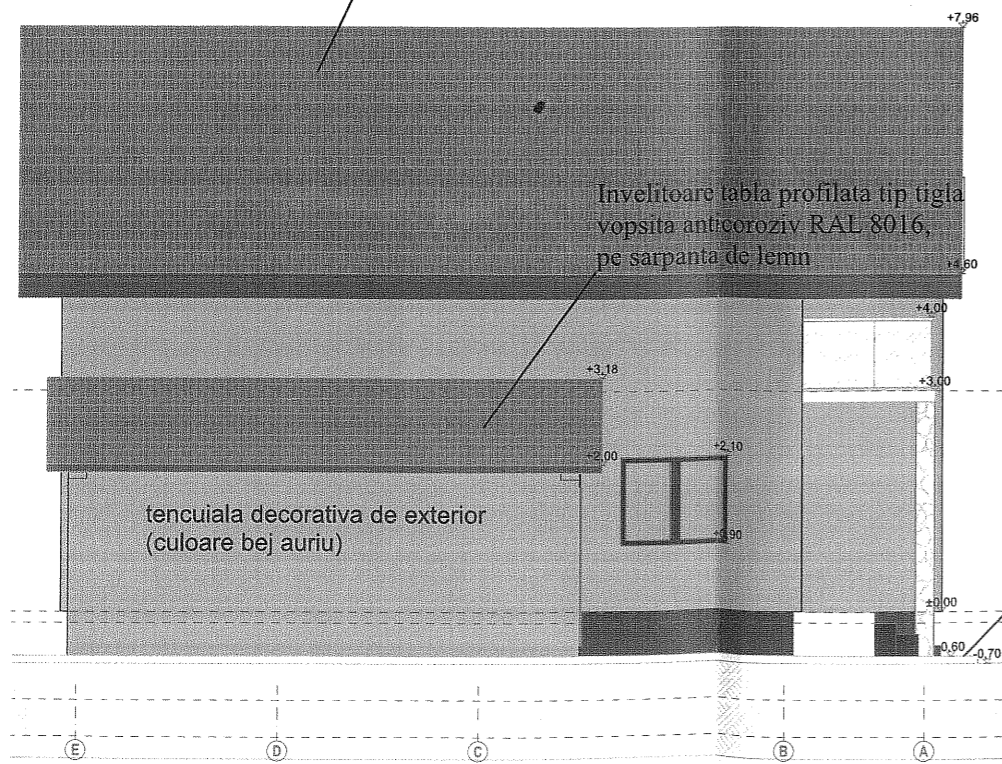 +7,96
Invelitoare tabla profilata tip tigla
vopsita anticoroziv RAL 8016,
pe sarpanta de lemn
+4,60
+4,00
+3,18
+3,00
+2,00
+2,10
tencuiala decorativa de exterior
(culoare bej auriu)
+0,90
±0,00
-0,60
-0,70
E
D
C
B
A